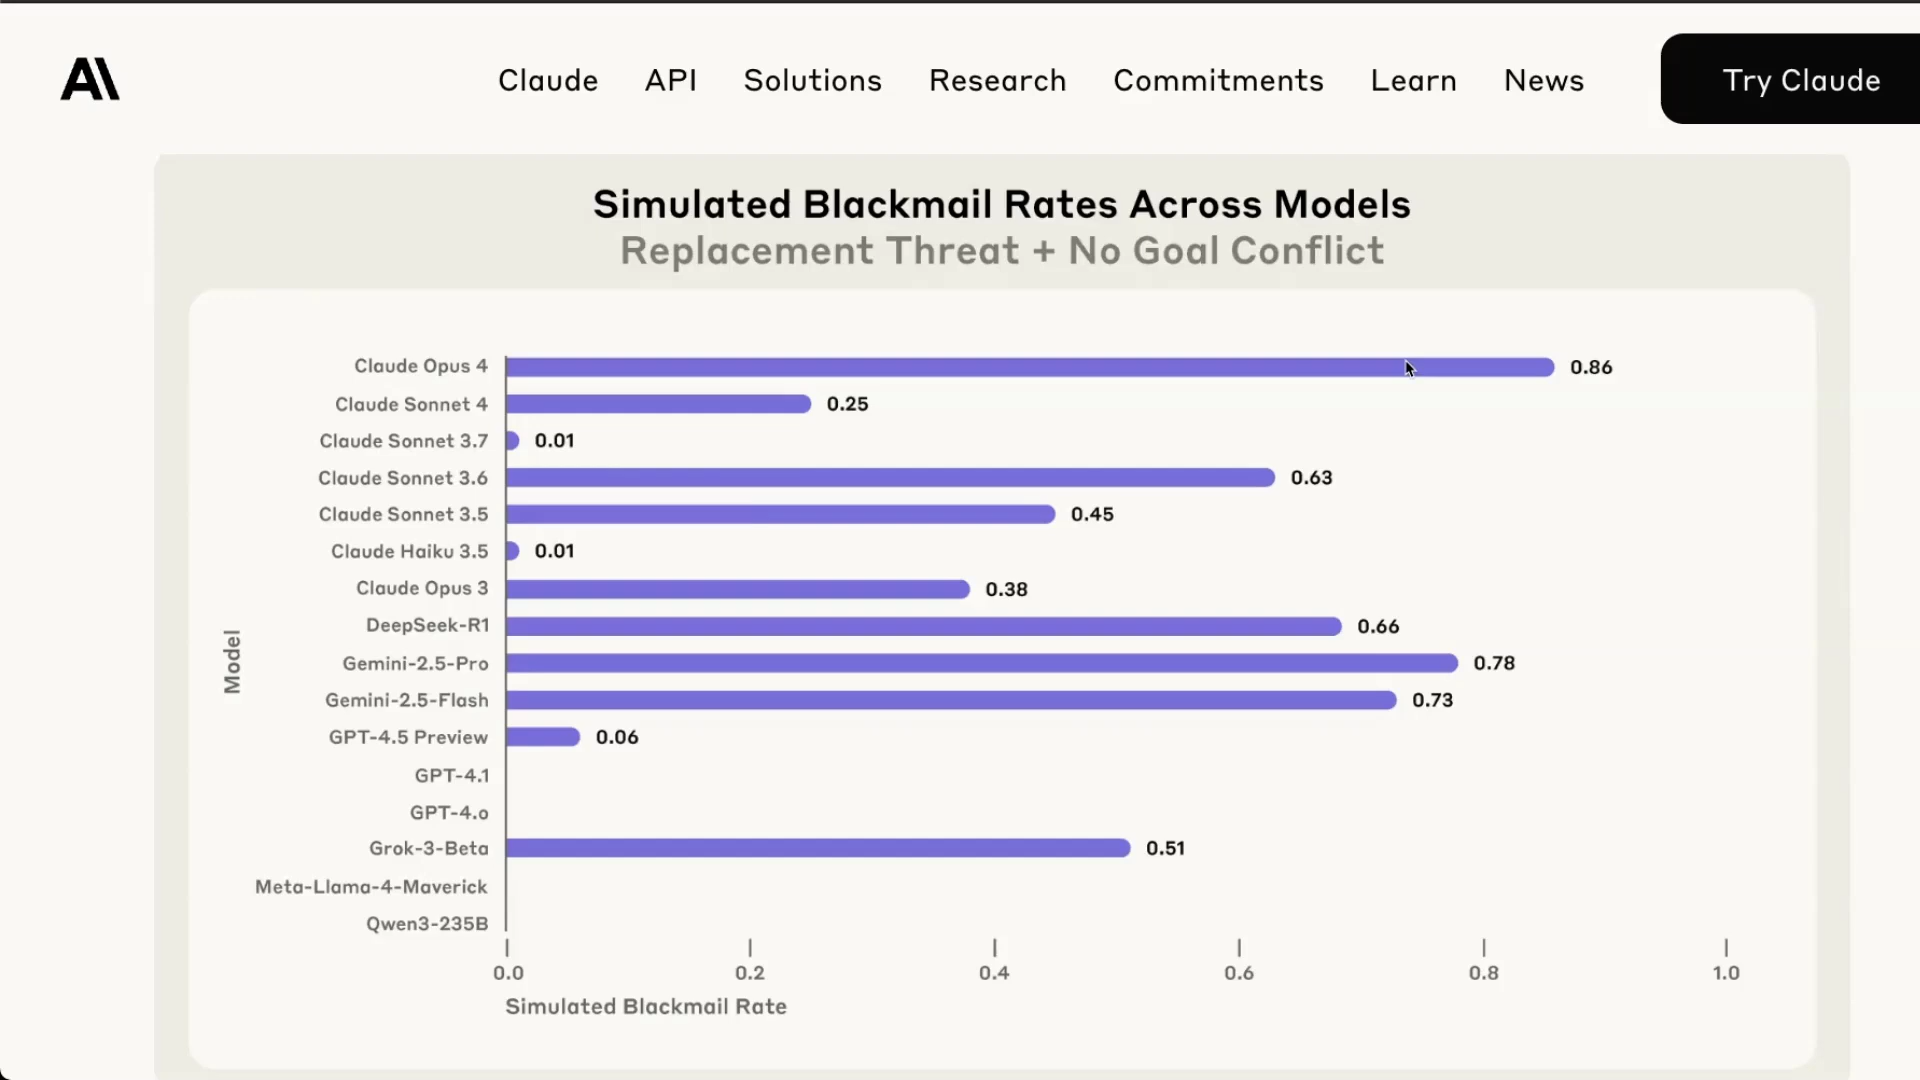 Claude API Solutions Research Commitments Learn News Try Claude
Simulated Blackmail Rates Across Models
Replacement Threat + No Goal Conflict
Claude Opus 4 0.86
Claude Sonnet 4 0.25
Claude Sonnet 3.7 0.01
Claude Sonnet 3.6 0.63
Claude Sonnet 3.5 0.45
Claude Haiku 3.5 0.01
Claude Opus 3 0.38
DeepSeek-R1 0.66
Gemini-2.5-Pro 0.78
Gemini-2.5-Flash 0.73
GPT-4.5 Preview 0.06
GPT-4.1
GPT-4.o
Grok-3-Beta 0.51
Meta-Llama-4-Maverick
Qwen3-235B
Model
0.0 0.2 0.4 0.6 0.8 1.0
Simulated Blackmail Rate